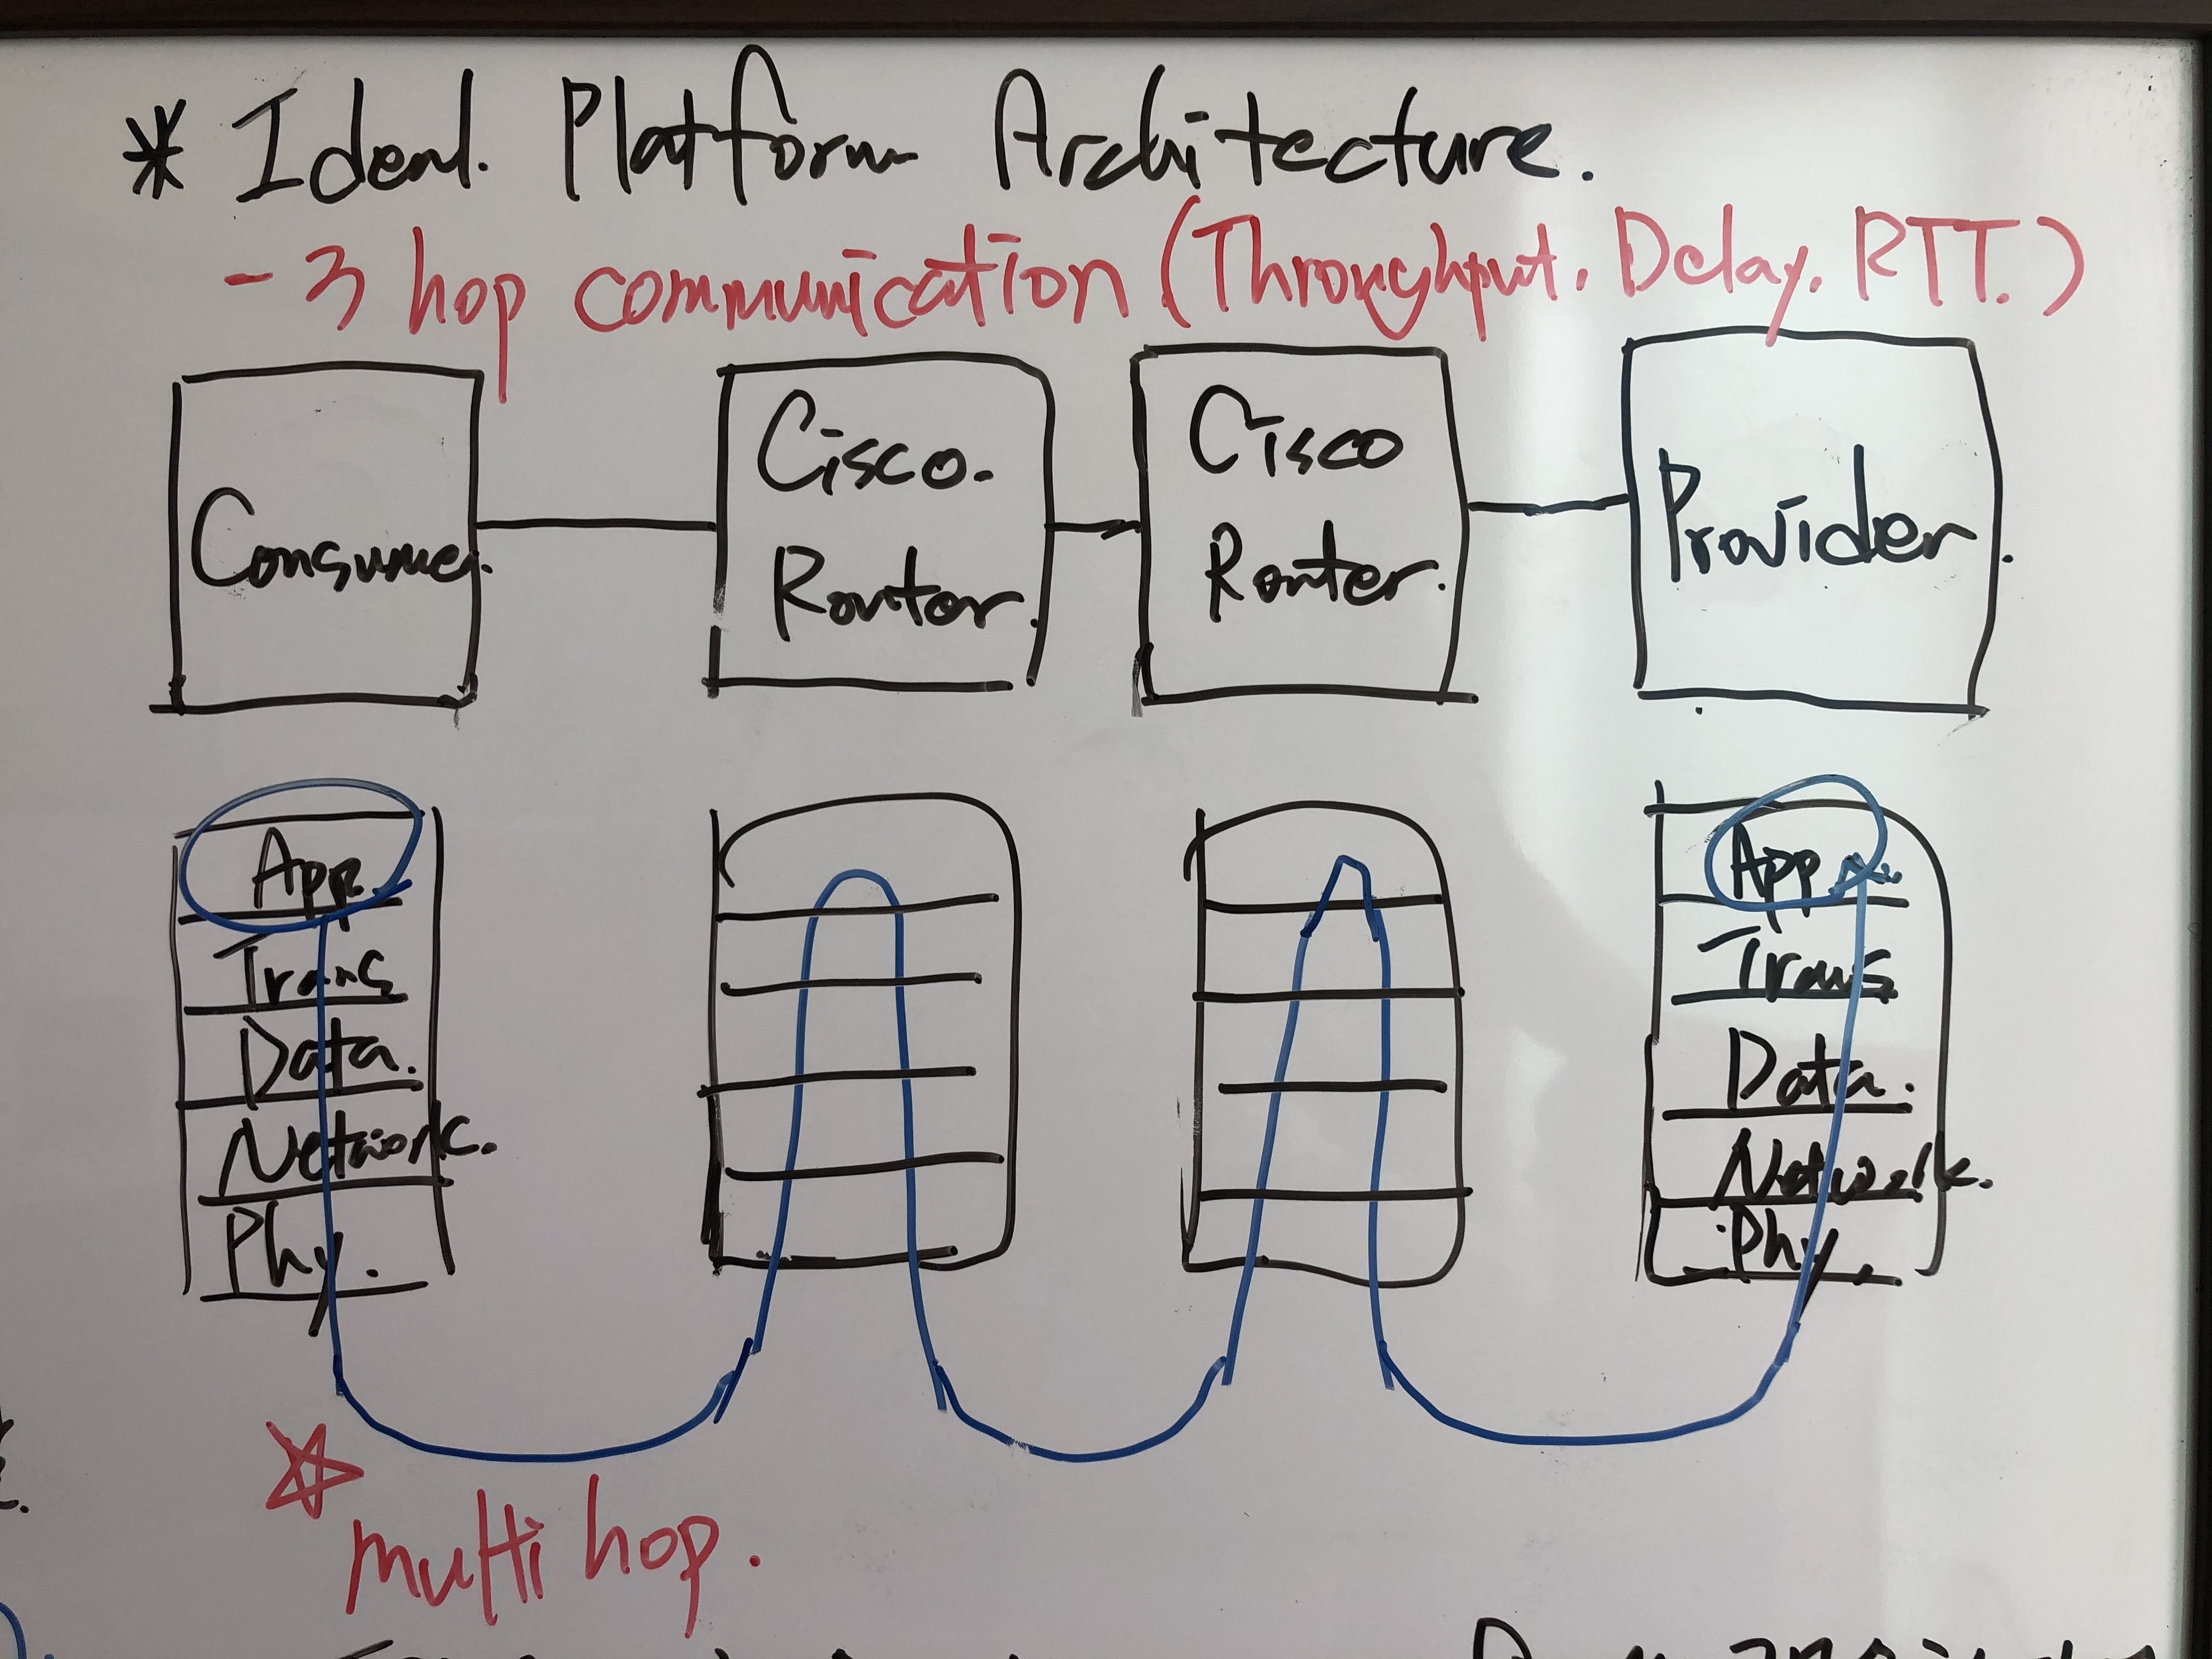 * Ideal. Platform Architecture.
- 3 hop communication (Throughput. Delay. RTT.)
Consumer.
Cisco.
Router.
Cisco
Router.
Provider.
App
Trans
Data.
Network.
Phy.
App
Trans
Data.
Network.
Phy.
multi hop.